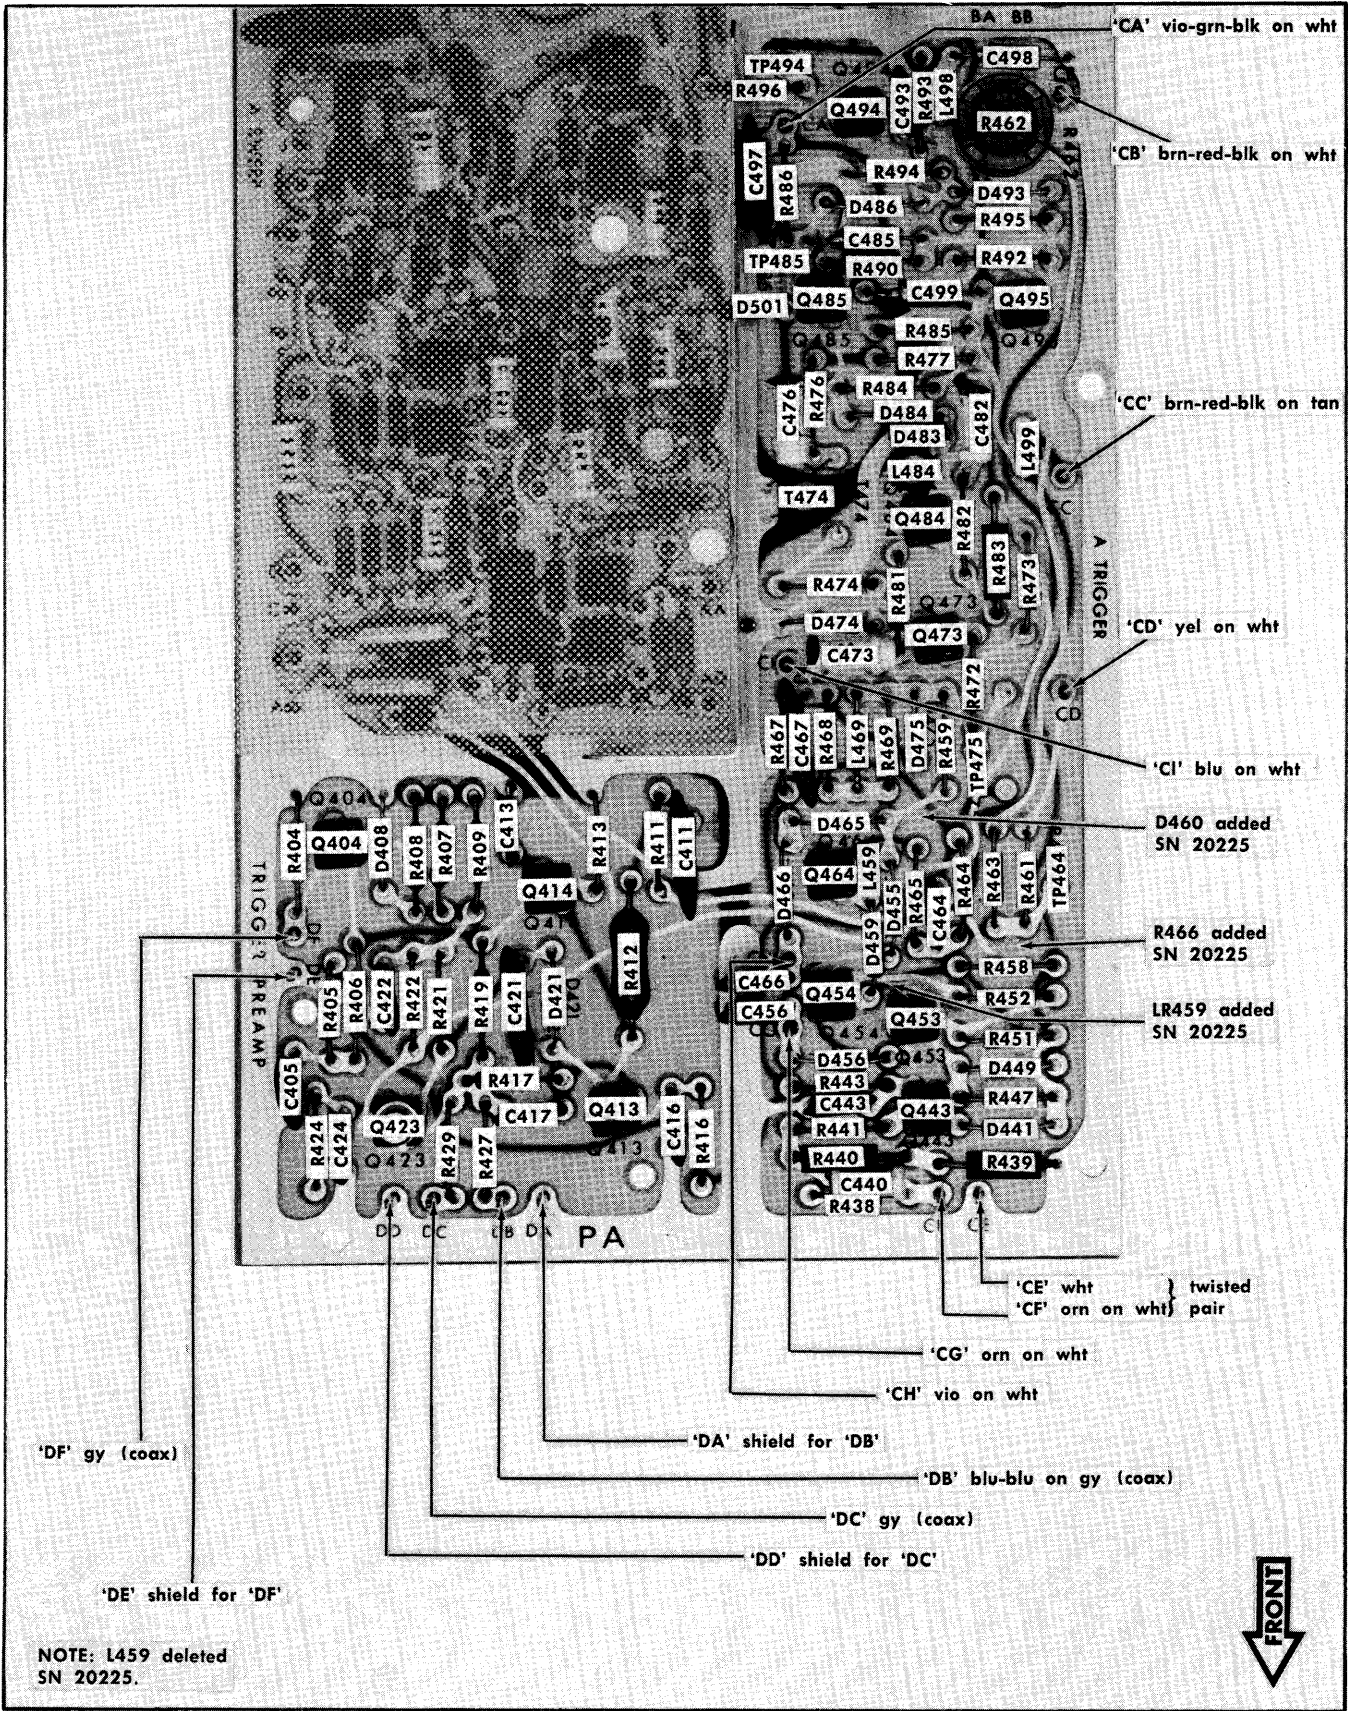 BA BB
'CA' vio-grn-blk on wht
TP494
C498
R496
Q494
C493
R493
L498
R462
'CB' brn-red-blk on wht
C497
R486
R494
D493
D486
R495
C485
TP485
R490
R492
D501
Q485
C499
Q495
R485
Q485
R477
C476
R476
R484
D484
C482
'CC' brn-red-blk on tan
D483
L499
L484
T474
Q484
R482
R483
R473
A TRIGGER
R474
R481
Q473
D474
Q473
'CD' yel on wht
C473
R472
CD
R467
C467
R468
L469
R469
D475
R459
TP475
'CI' blu on wht
Q404
C413
R404
Q404
D408
R408
R407
R409
R413
R411
C411
D465
D460 added
SN 20225
Q414
Q464
L459
D466
D455
R465
C464
R464
R463
R461
TP464
TRIGGER PREAMP
DF
R412
D459
R466 added
SN 20225
R458
R405
R406
C422
R422
R421
R419
C421
D421
C466
Q454
R452
C456
Q453
LR459 added
SN 20225
R451
Q454
D456
Q453
D449
C405
R417
R443
R447
C417
Q413
C443
Q443
R424
C424
Q423
R429
R427
C416
R416
R441
D441
Q423
Q413
R440
R439
C440
R438
DD DC DB DA
PA
CE
'CE' wht } twisted
'CF' orn on wht } pair
'CG' orn on wht
'CH' vio on wht
'DA' shield for 'DB'
'DF' gy (coax)
'DB' blu-blu on gy (coax)
'DC' gy (coax)
'DD' shield for 'DC'
'DE' shield for 'DF'
FRONT
NOTE: L459 deleted
SN 20225.